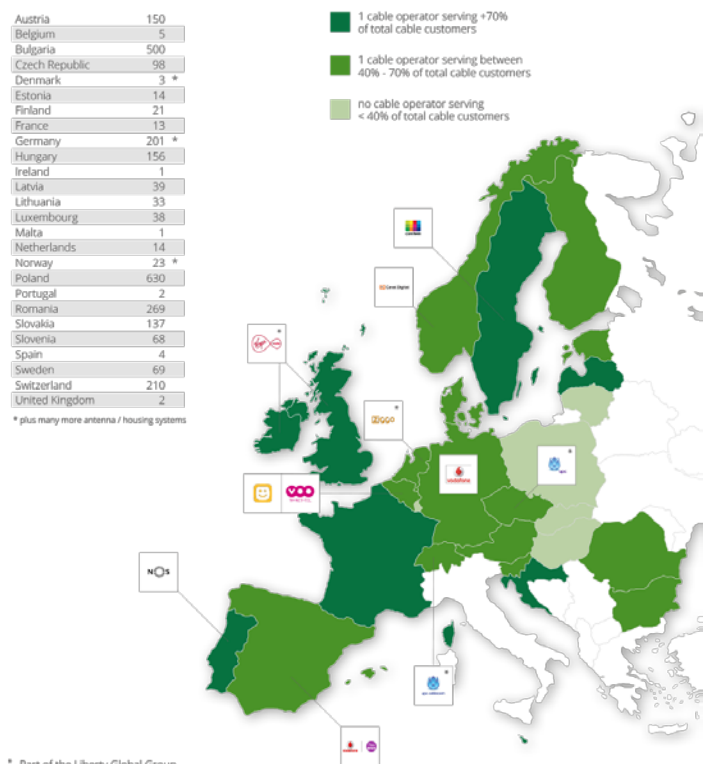 Austria 150
Belgium 5
Bulgaria 500
Czech Republic 98
Denmark 3 *
Estonia 14
Finland 21
France 13
Germany 201 *
Hungary 156
Ireland 1
Latvia 39
Lithuania 33
Luxembourg 38
Malta 1
Netherlands 14
Norway 23 *
Poland 630
Portugal 2
Romania 269
Slovakia 137
Slovenia 68
Spain 4
Sweden 69
Switzerland 210
United Kingdom 2
* plus many more antenna / housing systems
1 cable operator serving +70%
of total cable customers
1 cable operator serving between
40% - 70% of total cable customers
no cable operator serving
< 40% of total cable customers
Canal Digital
*
ziggo *
vodafone
voo
NOS
*
* Part of the Liberty Global Group